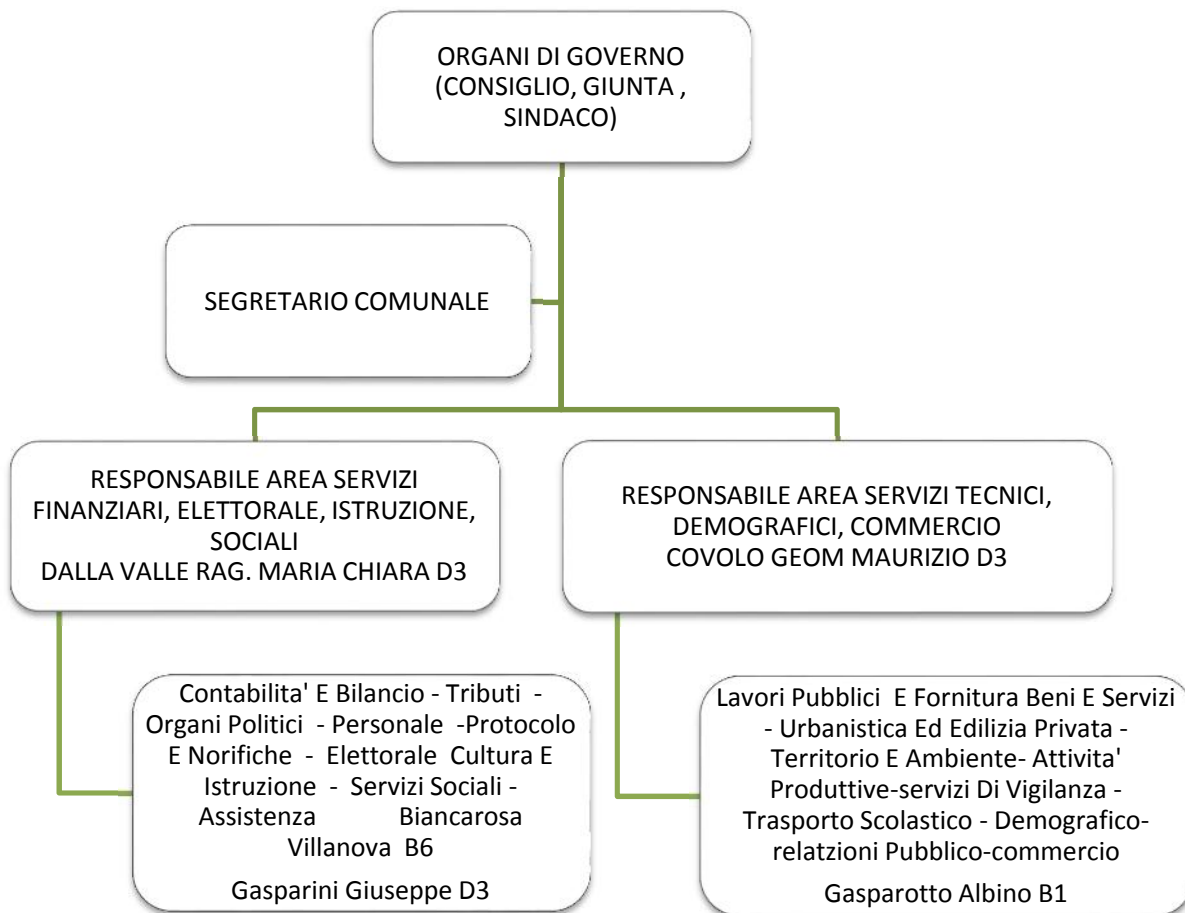 ORGANI DI GOVERNO
(CONSIGLIO, GIUNTA ,
SINDACO)
SEGRETARIO COMUNALE
RESPONSABILE AREA SERVIZI
FINANZIARI, ELETTORALE, ISTRUZIONE,
SOCIALI
DALLA VALLE RAG. MARIA CHIARA D3
RESPONSABILE AREA SERVIZI TECNICI,
DEMOGRAFICI, COMMERCIO
COVOLO GEOM MAURIZIO D3
Contabilita' E Bilancio - Tributi -
Organi Politici - Personale -Protocolo
E Norifiche - Elettorale Cultura E
Istruzione - Servizi Sociali -
Assistenza Biancarosa
Villanova B6
Gasparini Giuseppe D3
Lavori Pubblici E Fornitura Beni E Servizi
- Urbanistica Ed Edilizia Privata -
Territorio E Ambiente- Attivita'
Produttive-servizi Di Vigilanza -
Trasporto Scolastico - Demografico-
relatzioni Pubblico-commercio
Gasparotto Albino B1